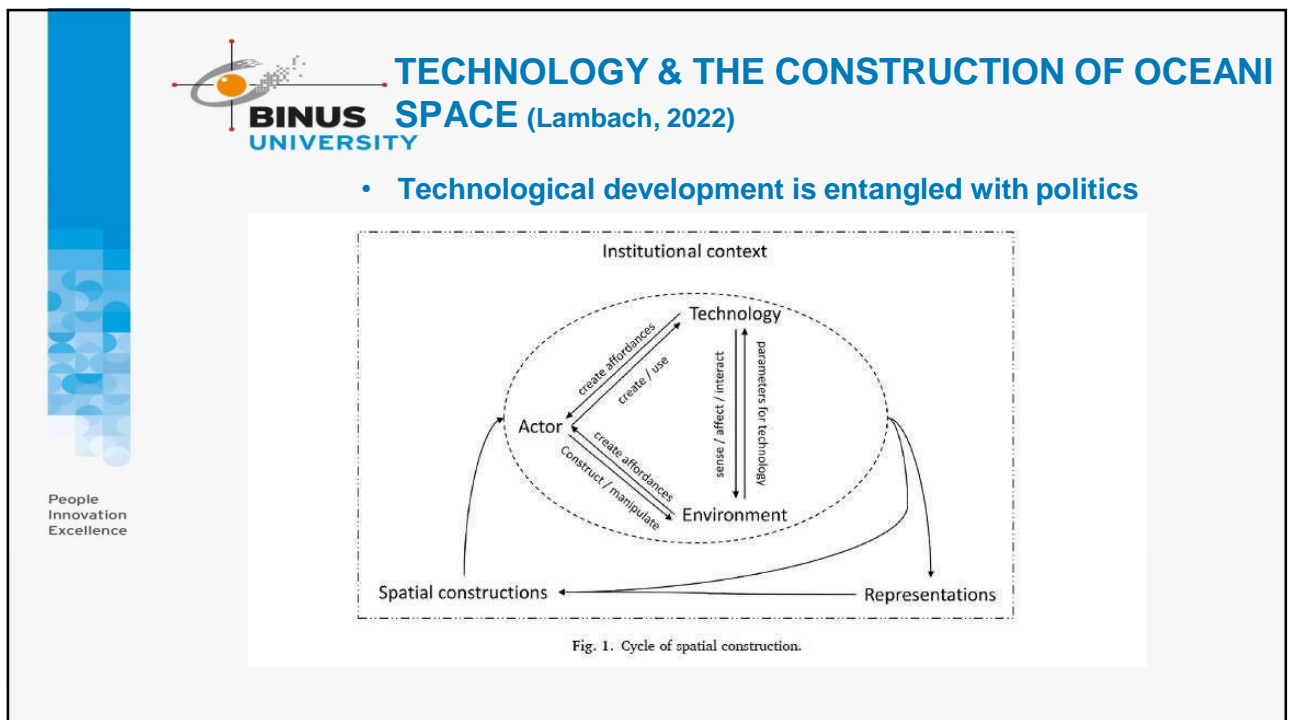 TECHNOLOGY & THE CONSTRUCTION OF OCEANI
SPACE (Lambach, 2022)
BINUS
UNIVERSITY
• Technological development is entangled with politics
Institutional context
Technology
create affordances
create / use
sense / affect / interact
parameters for technology
Actor
create affordances
Construct / manipulate
Environment
Spatial constructions
Representations
Fig. 1. Cycle of spatial construction.
People
Innovation
Excellence